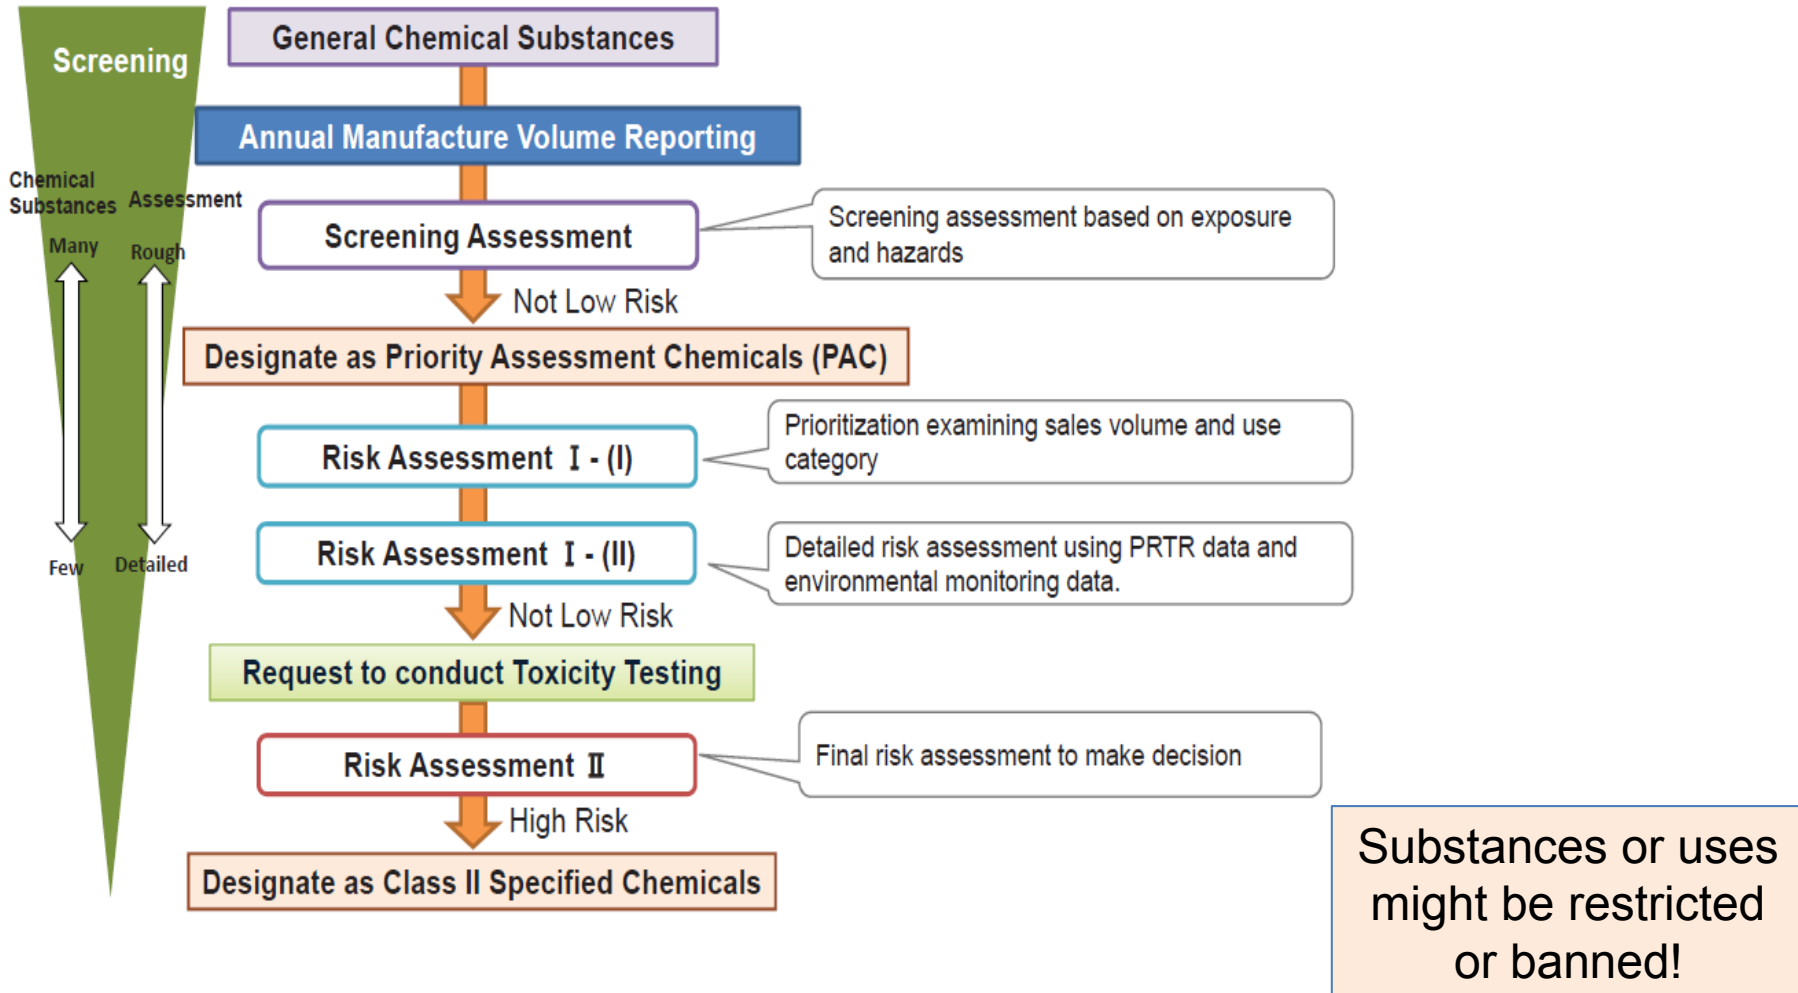 Screening
General Chemical Substances
Annual Manufacture Volume Reporting
Chemical
Substances
Assessment
Many
Rough
Few
Detailed
Screening Assessment
Screening assessment based on exposure
and hazards
Not Low Risk
Designate as Priority Assessment Chemicals (PAC)
Risk Assessment Ⅰ - (I)
Prioritization examining sales volume and use
category
Risk Assessment Ⅰ - (II)
Detailed risk assessment using PRTR data and
environmental monitoring data.
Not Low Risk
Request to conduct Toxicity Testing
Risk Assessment Ⅱ
Final risk assessment to make decision
High Risk
Designate as Class II Specified Chemicals
Substances or uses
might be restricted
or banned!